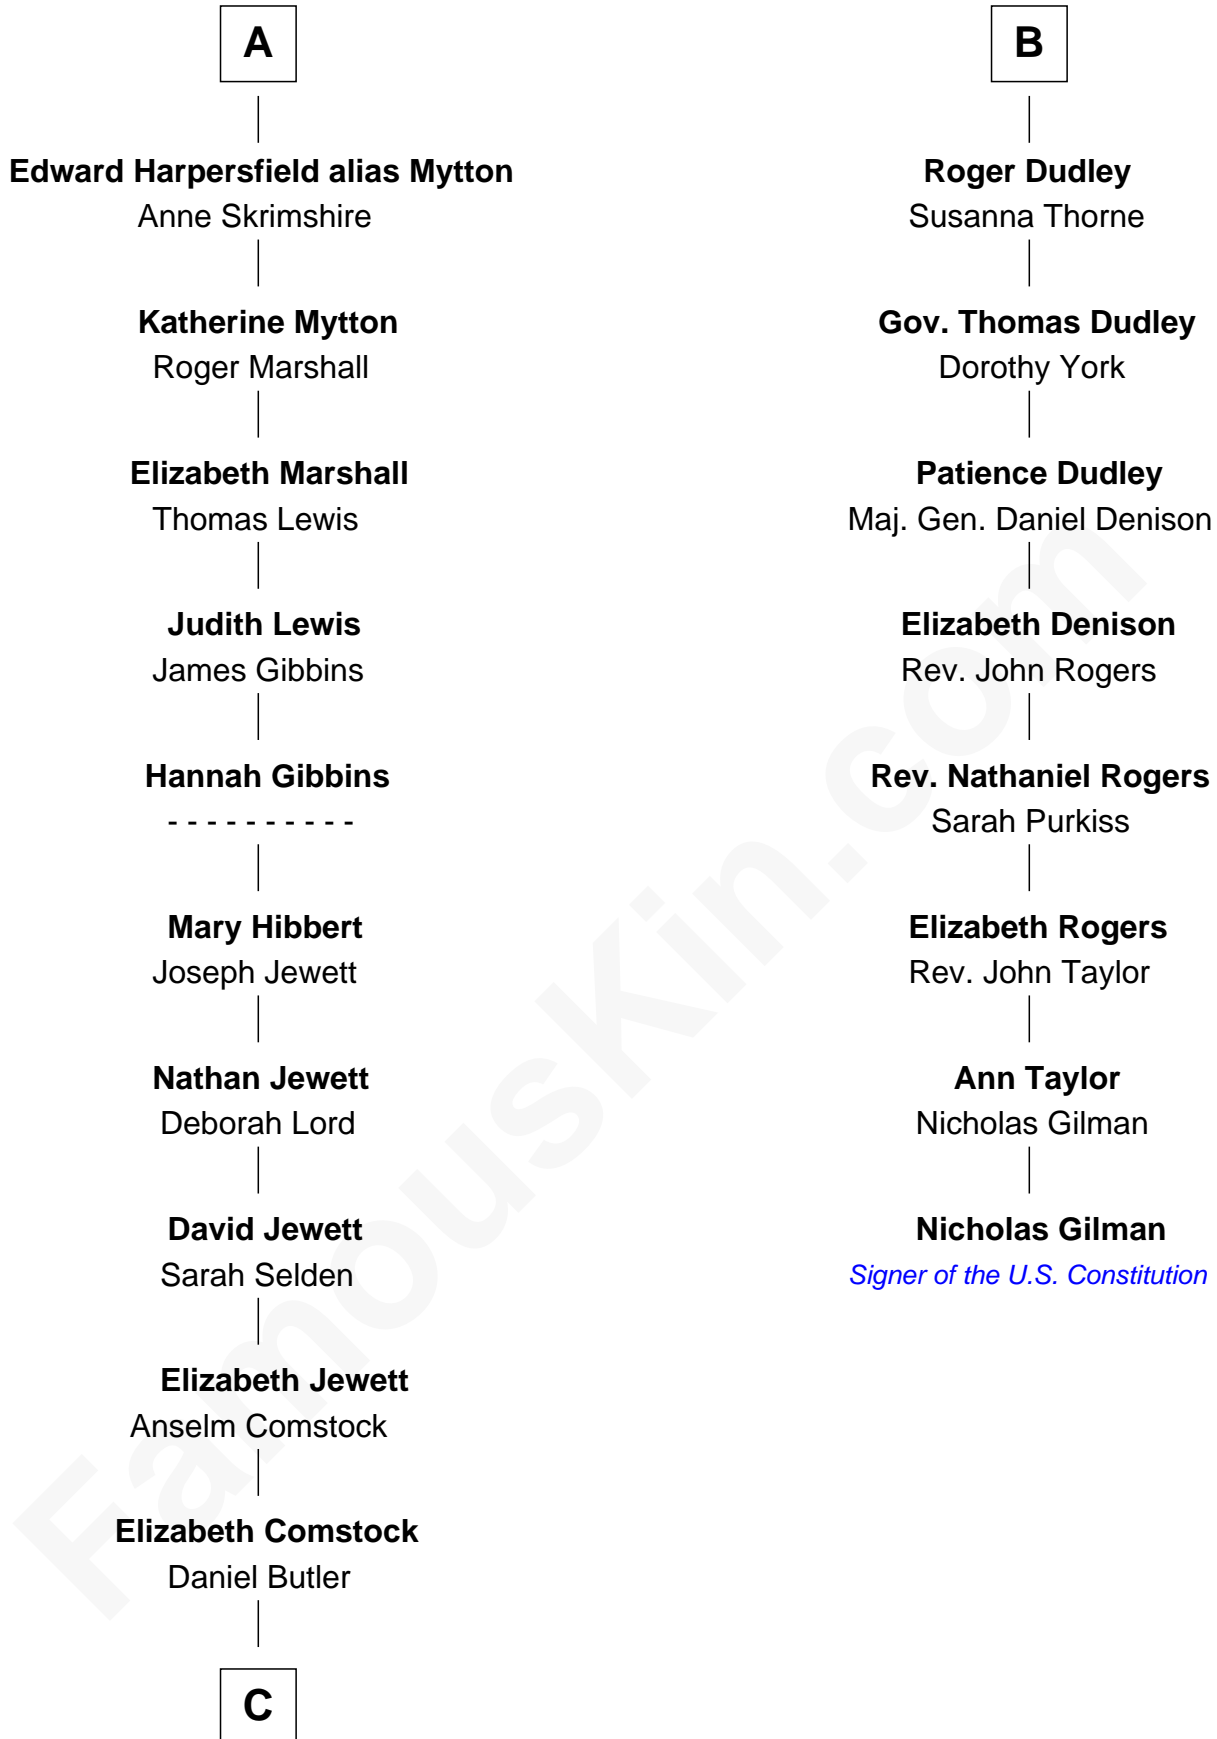 A
Edward Harpersfield alias Mytton
Anne Skrimshire
Katherine Mytton
Roger Marshall
Elizabeth Marshall
Thomas Lewis
Judith Lewis
James Gibbins
Hannah Gibbins
- - - - - - - - - -
Mary Hibbert
Joseph Jewett
Nathan Jewett
Deborah Lord
David Jewett
Sarah Selden
Elizabeth Jewett
Anselm Comstock
Elizabeth Comstock
Daniel Butler
C
B
Roger Dudley
Susanna Thorne
Gov. Thomas Dudley
Dorothy York
Patience Dudley
Maj. Gen. Daniel Denison
Elizabeth Denison
Rev. John Rogers
Rev. Nathaniel Rogers
Sarah Purkiss
Elizabeth Rogers
Rev. John Taylor
Ann Taylor
Nicholas Gilman
Nicholas Gilman
Signer of the U.S. Constitution
FamousKin.com